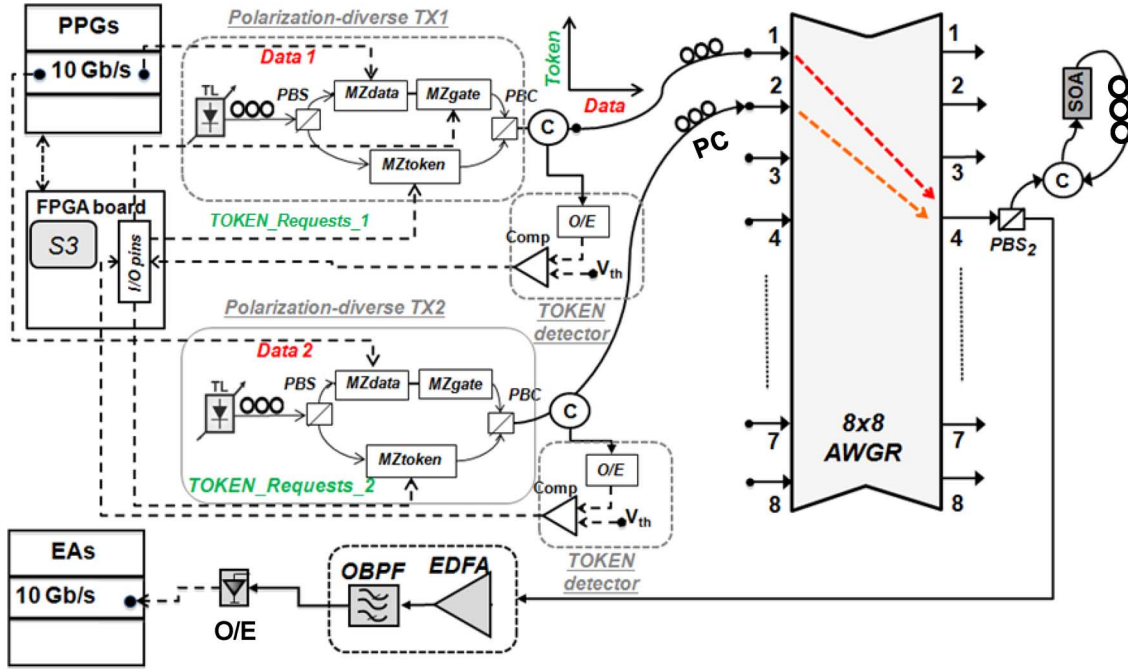 PPGs
10 Gb/s
Polarization-diverse TX1
Data 1
TL
PBS
MZdata
MZgate
PBC
MZtoken
TOKEN_Requests_1
Token
Data
C
O/E
Comp
Vth
TOKEN
detector
FPGA board
S3
I/O pins
Polarization-diverse TX2
Data 2
TL
PBS
MZdata
MZgate
PBC
MZtoken
TOKEN_Requests_2
C
O/E
Comp
Vth
TOKEN
detector
PC
1
2
3
4
7
8
8x8
AWGR
1
2
3
4
7
8
PBS2
C
SOA
EAs
10 Gb/s
O/E
OBPF
EDFA